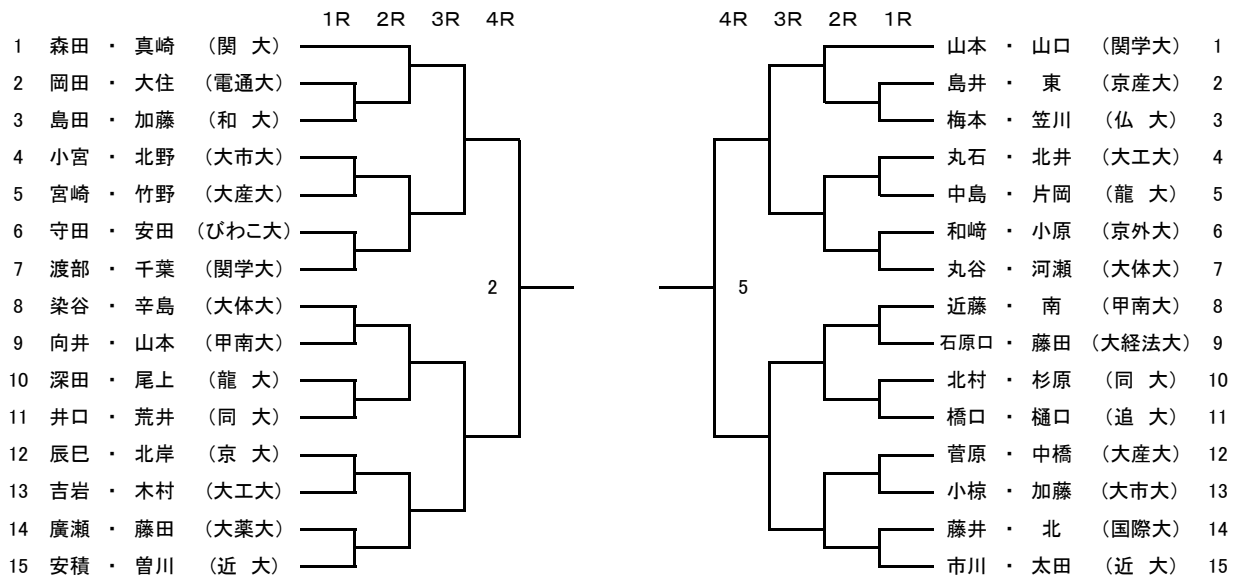 1R 2R 3R 4R
1 森田 ・ 真崎 (関 大)
2 岡田 ・ 大住 (電通大)
3 島田 ・ 加藤 (和 大)
4 小宮 ・ 北野 (大市大)
5 宮崎 ・ 竹野 (大産大)
6 守田 ・ 安田 (びわこ大)
7 渡部 ・ 千葉 (関学大)
2
8 染谷 ・ 辛島 (大体大)
9 向井 ・ 山本 (甲南大)
10 深田 ・ 尾上 (龍 大)
11 井口 ・ 荒井 (同 大)
12 辰巳 ・ 北岸 (京 大)
13 吉岩 ・ 木村 (大工大)
14 廣瀬 ・ 藤田 (大薬大)
15 安積 ・ 曽川 (近 大)
4R 3R 2R 1R
山本 ・ 山口 (関学大) 1
島井 ・ 東 (京産大) 2
梅本 ・ 笠川 (仏 大) 3
丸石 ・ 北井 (大工大) 4
中島 ・ 片岡 (龍 大) 5
和﨑 ・ 小原 (京外大) 6
丸谷 ・ 河瀬 (大体大) 7
5
近藤 ・ 南 (甲南大) 8
石原口 ・ 藤田 (大経法大) 9
北村 ・ 杉原 (同 大) 10
橋口 ・ 樋口 (追 大) 11
菅原 ・ 中橋 (大産大) 12
小椋 ・ 加藤 (大市大) 13
藤井 ・ 北 (国際大) 14
市川 ・ 太田 (近 大) 15